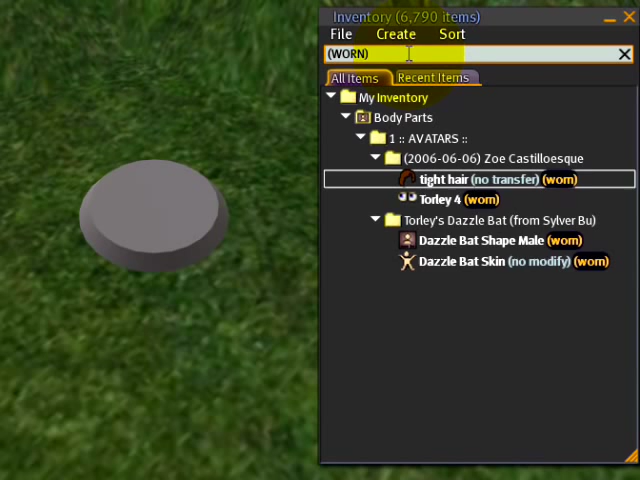 Inventory (6,790 items)
File Create Sort
(WORN)
All Items Recent Items
My Inventory
Body Parts
1 :: AVATARS ::
(2006-06-06) Zoe Castilloesque
tight hair (no transfer) (worn)
Torley 4 (worn)
Torley's Dazzle Bat (from Sylver Bu)
Dazzle Bat Shape Male (worn)
Dazzle Bat Skin (no modify) (worn)